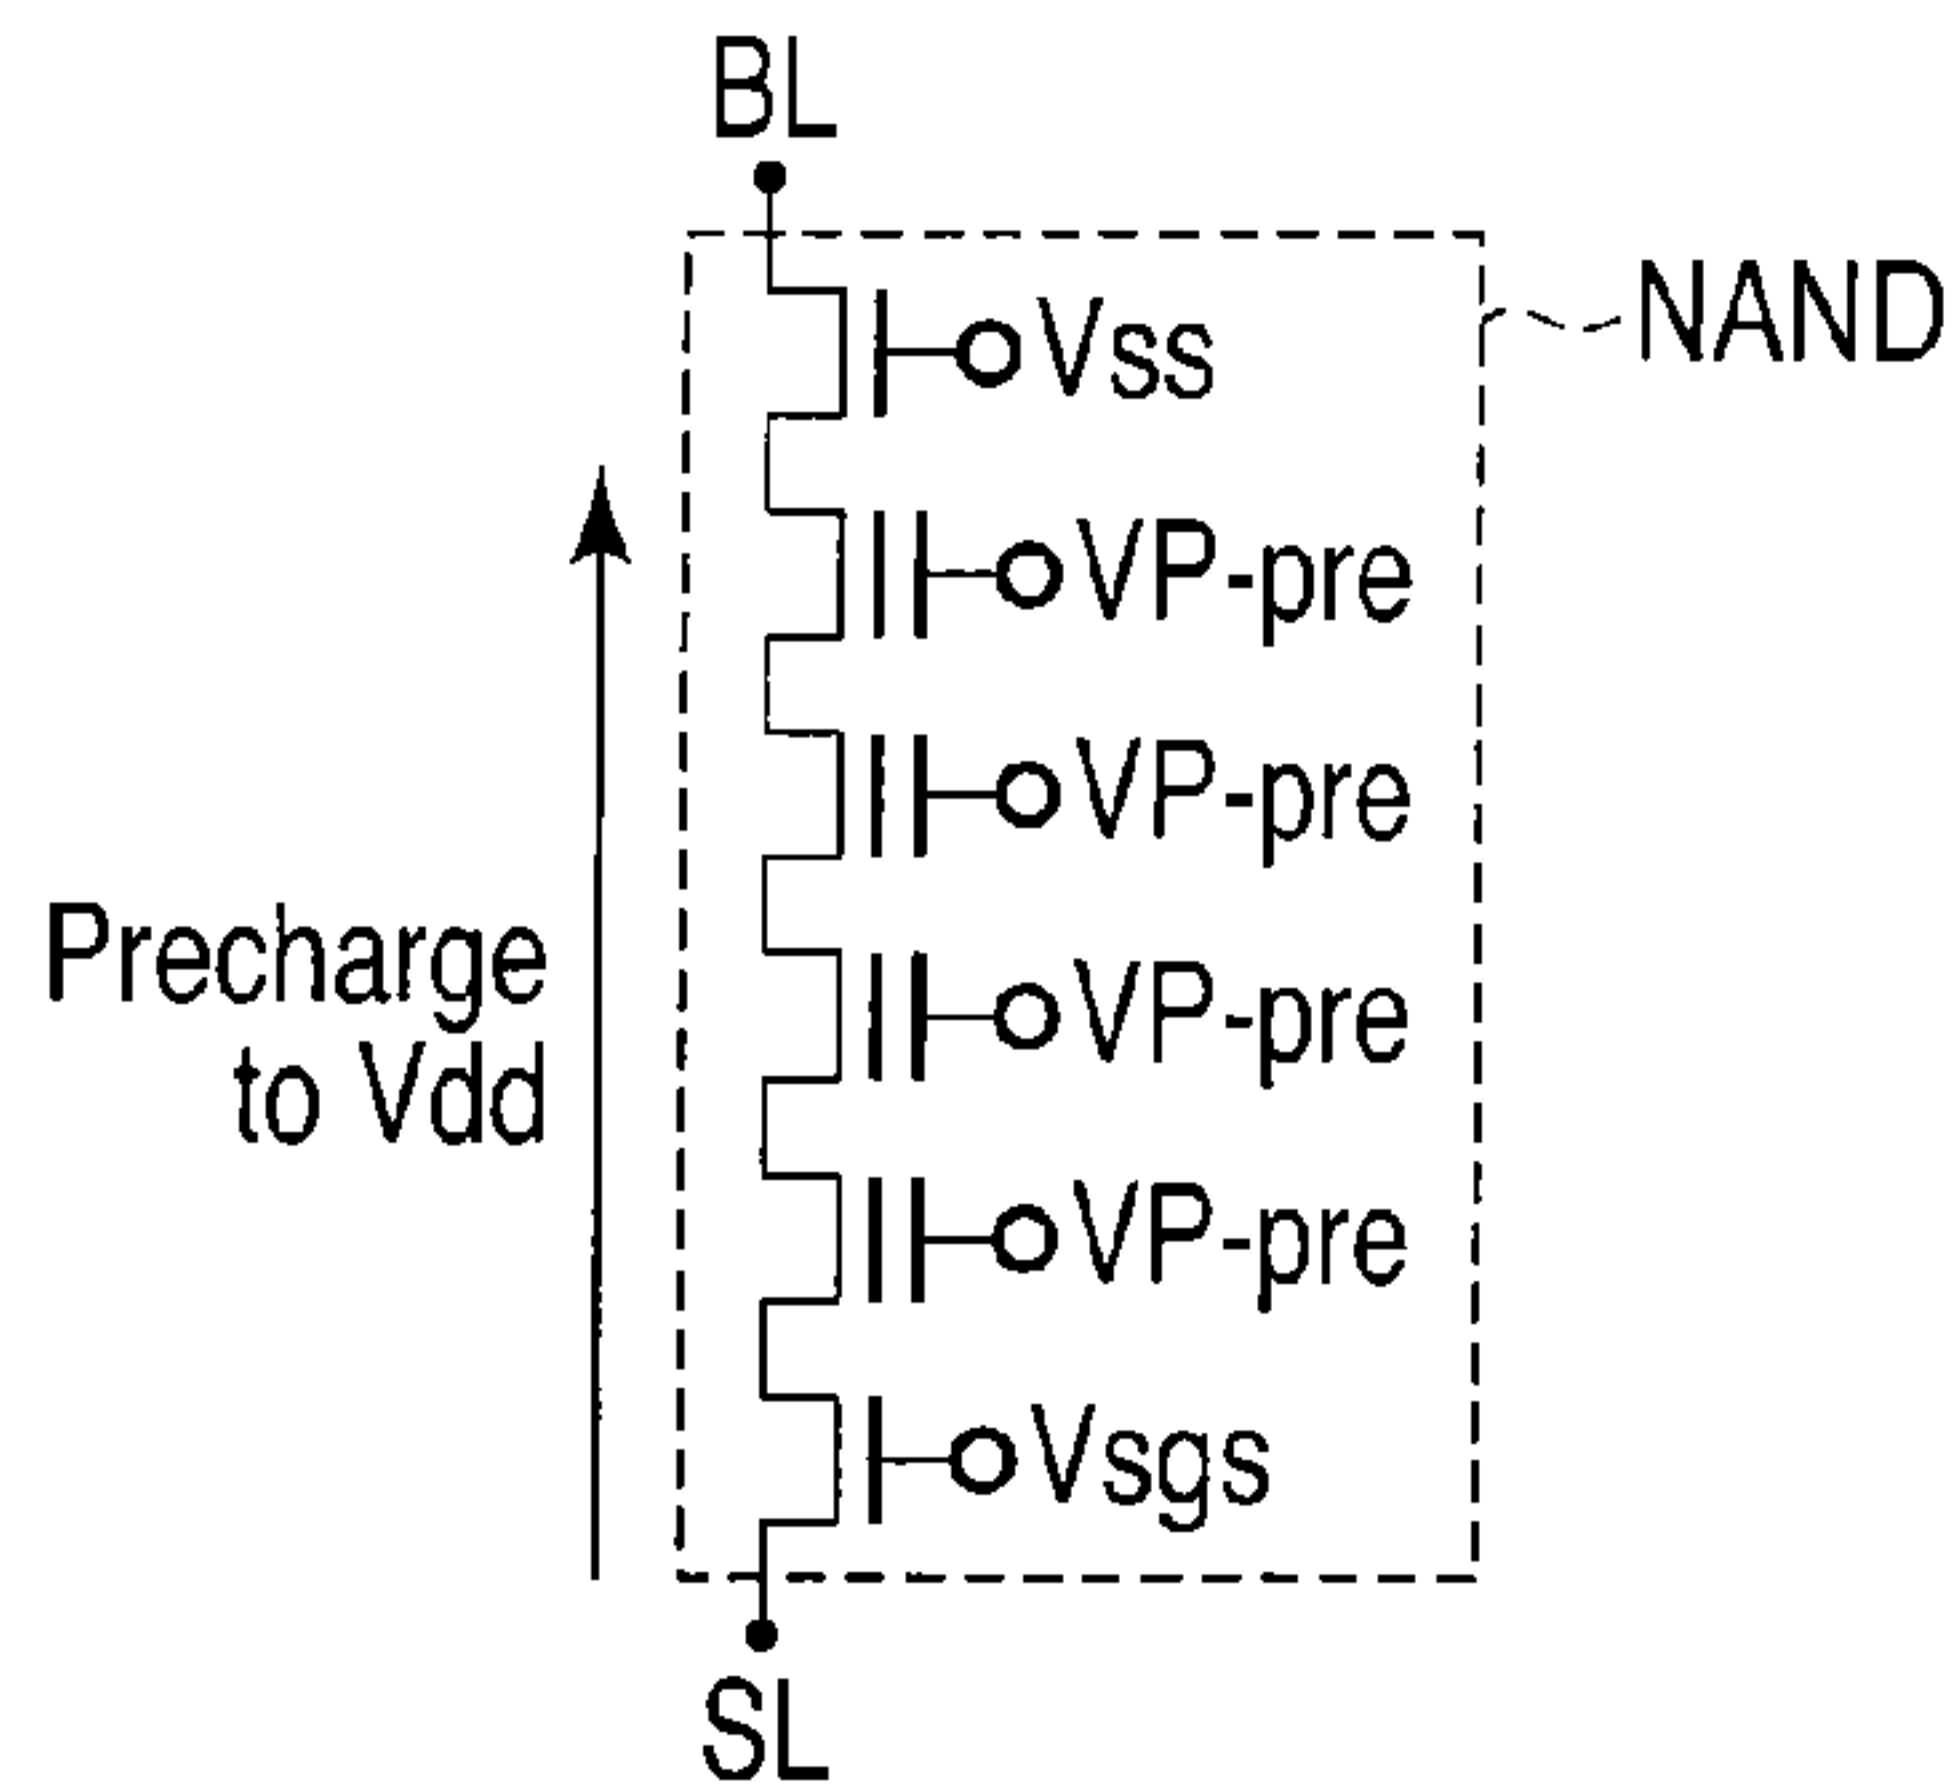 BL
NAND
Vss
VP-pre
VP-pre
Precharge
to Vdd
VP-pre
VP-pre
Vsgs
SL